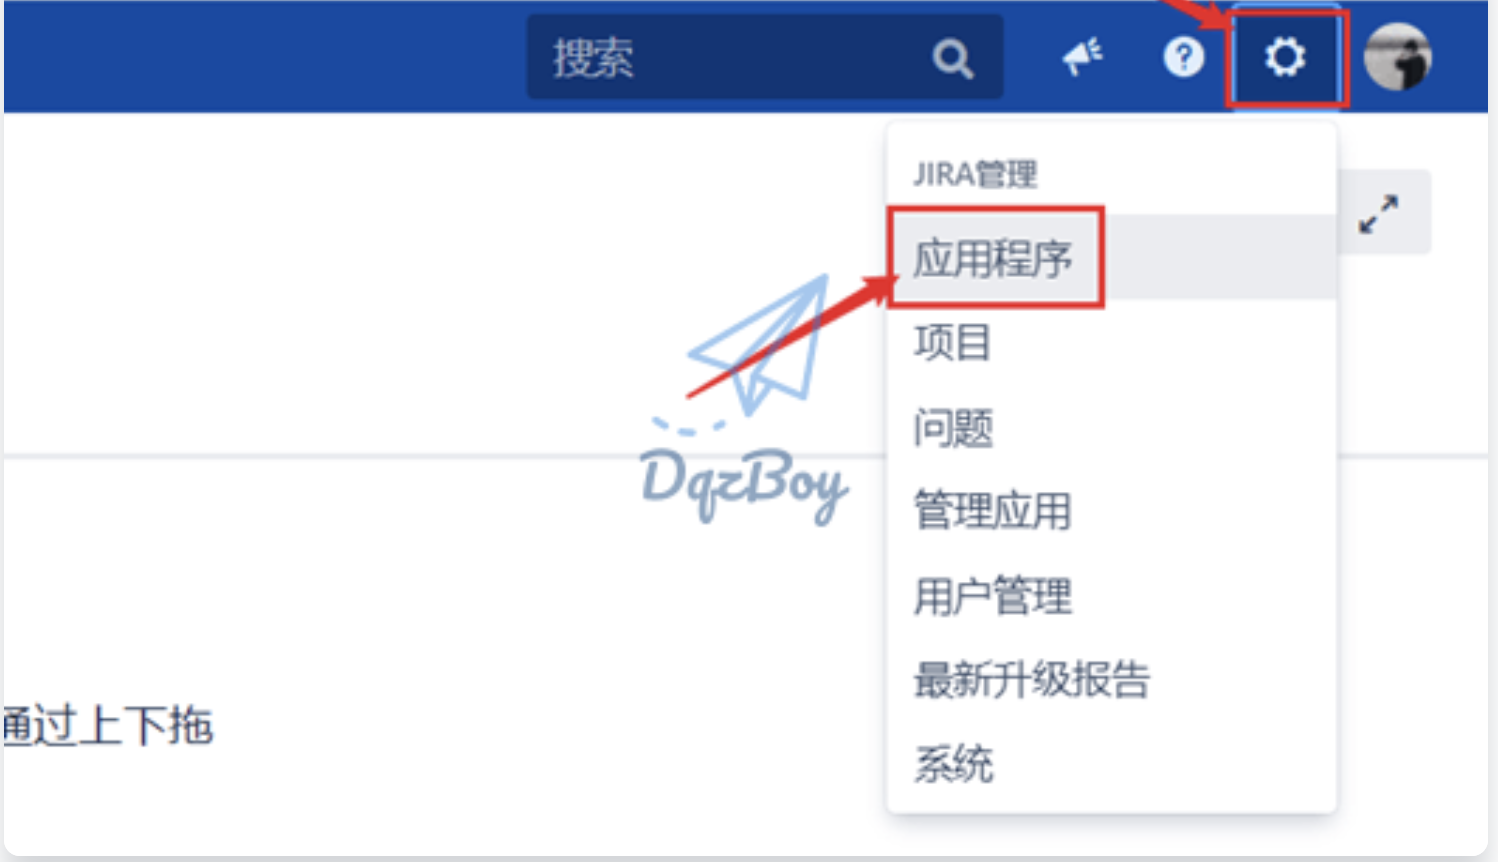 搜索
JIRA管理
应用程序
项目
问题
DqzBoy
管理应用
用户管理
最新升级报告
通过上下拖
系统